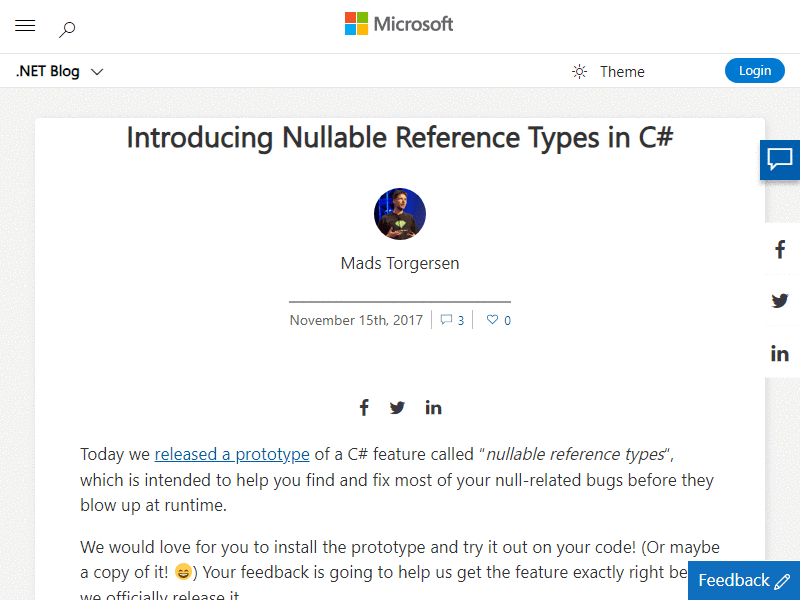 Microsoft
.NET Blog
Theme
Login
Introducing Nullable Reference Types in C#
Mads Torgersen
November 15th, 2017
3
0
Today we released a prototype of a C# feature called “nullable reference types“,
which is intended to help you find and fix most of your null-related bugs before they
blow up at runtime.
We would love for you to install the prototype and try it out on your code! (Or maybe
a copy of it! 😄) Your feedback is going to help us get the feature exactly right be
we officially release it.
Feedback